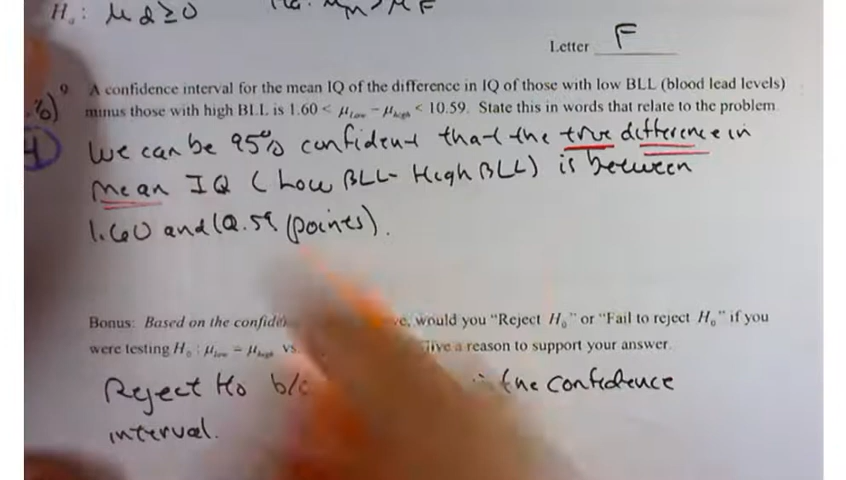 H₀: μd≥0
Letter F
9. A confidence interval for the mean IQ of the difference in IQ of those with low BLL (blood lead levels)
minus those with high BLL is 1.60 < μlow − μhigh < 10.59. State this in words that relate to the problem.
We can be 95% confident that the true difference in
mean IQ (Low BLL- High BLL) is between
1.60 and 10.59 (points).
Bonus: Based on the would you "Reject H₀" or "Fail to reject H₀" if you
were testing H₀ : μlow = μhigh vs. a reason to support your answer.
Reject Ho b/c the confidence
interval.